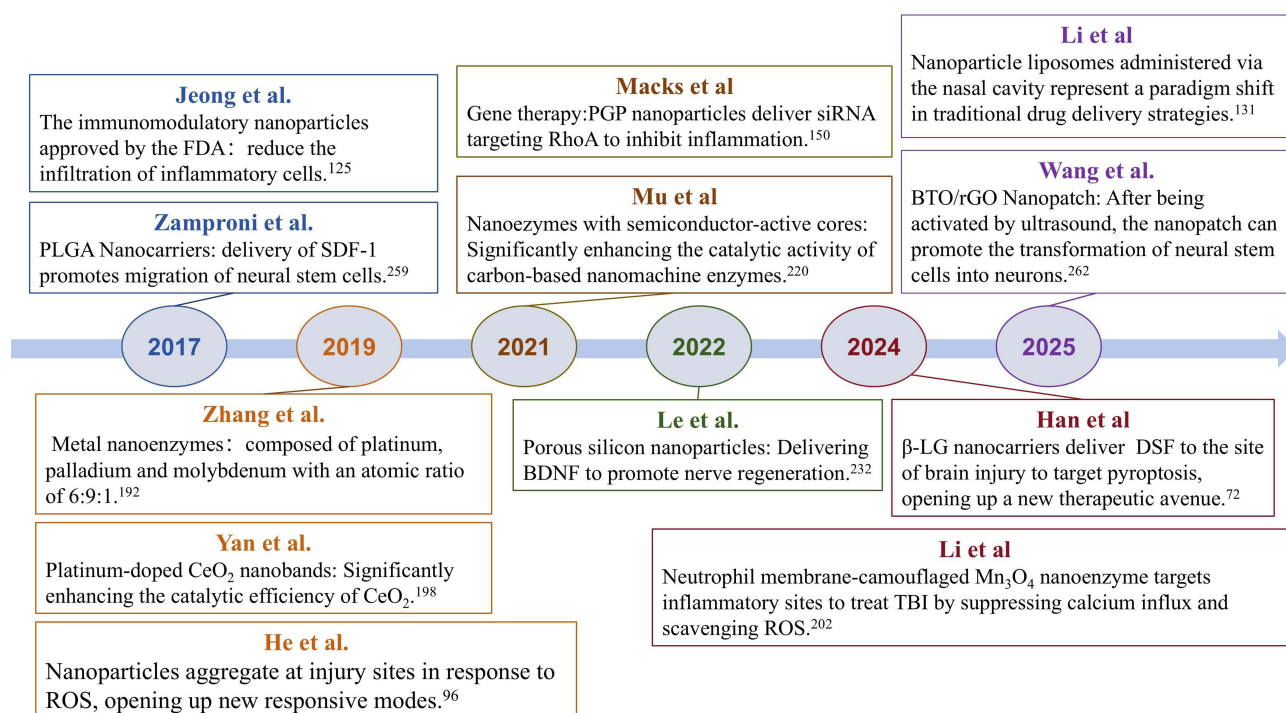 Jeong et al.
The immunomodulatory nanoparticles
approved by the FDA：reduce the
infiltration of inflammatory cells.125
Zamproni et al.
PLGA Nanocarriers: delivery of SDF-1
promotes migration of neural stem cells.259
Macks et al
Gene therapy:PGP nanoparticles deliver siRNA
targeting RhoA to inhibit inflammation.150
Mu et al
Nanoezymes with semiconductor-active cores:
Significantly enhancing the catalytic activity of
carbon-based nanomachine enzymes.220
Li et al
Nanoparticle liposomes administered via
the nasal cavity represent a paradigm shift
in traditional drug delivery strategies.131
Wang et al.
BTO/rGO Nanopatch: After being
activated by ultrasound, the nanopatch can
promote the transformation of neural stem
cells into neurons.262
2017
2019
2021
2022
2024
2025
Zhang et al.
Metal nanoenzymes：composed of platinum,
palladium and molybdenum with an atomic ratio
of 6:9:1.192
Yan et al.
Platinum-doped CeO₂ nanobands: Significantly
enhancing the catalytic efficiency of CeO₂.198
He et al.
Nanoparticles aggregate at injury sites in response to
ROS, opening up new responsive modes.96
Le et al.
Porous silicon nanoparticles: Delivering
BDNF to promote nerve regeneration.232
Han et al
β-LG nanocarriers deliver DSF to the site
of brain injury to target pyroptosis,
opening up a new therapeutic avenue.72
Li et al
Neutrophil membrane-camouflaged Mn₃O₄ nanoenzyme targets
inflammatory sites to treat TBI by suppressing calcium influx and
scavenging ROS.202